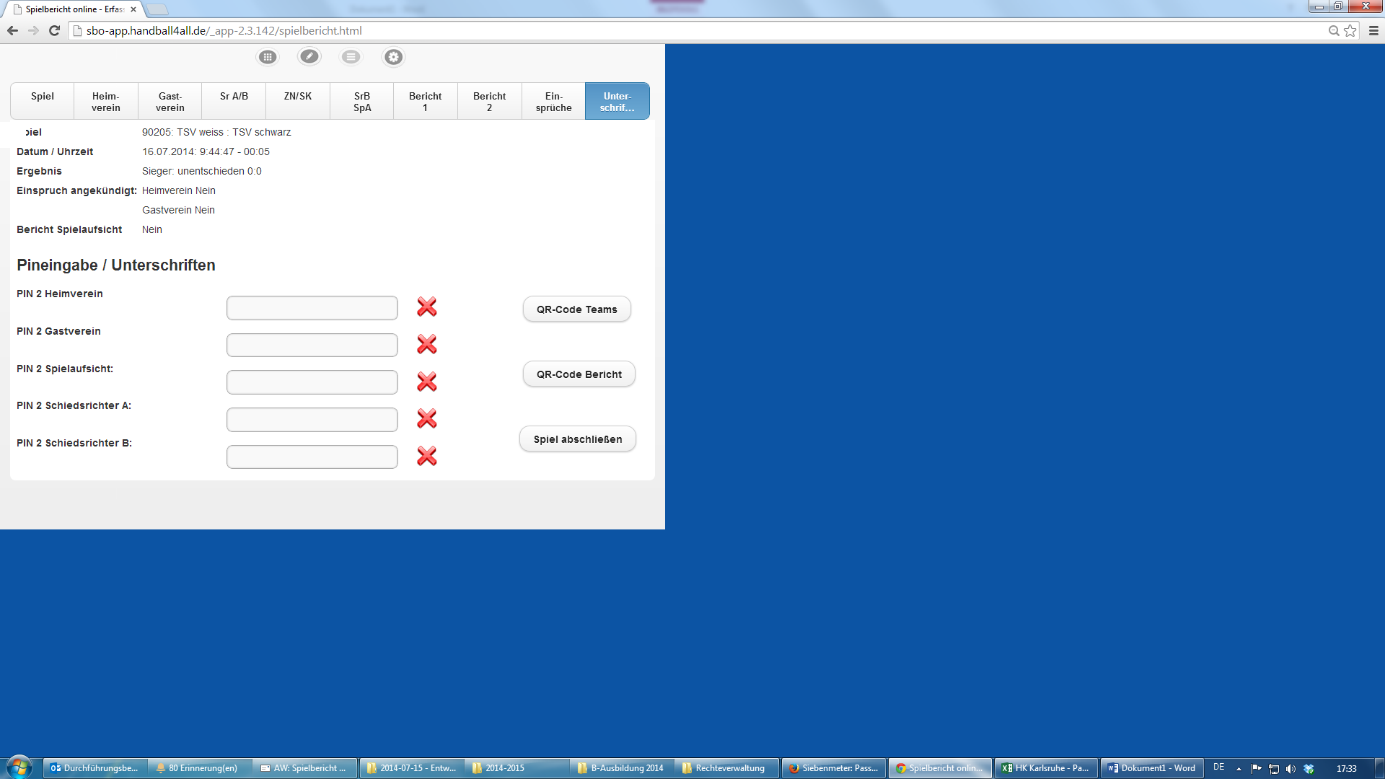 Spielbericht online - Erfass
sbo-app.handball4all.de/_app-2.3.142/spielbericht.html
Spiel
Heim-
verein
Gast-
verein
Sr A/B
ZN/SK
SrB
SpA
Bericht
1
Bericht
2
Ein-
sprüche
Unter-
schrif...
piel 90205: TSV weiss : TSV schwarz
Datum / Uhrzeit 16.07.2014: 9:44:47 - 00:05
Ergebnis Sieger: unentschieden 0:0
Einspruch angekündigt: Heimverein Nein
Gastverein Nein
Bericht Spielaufsicht Nein
Pineingabe / Unterschriften
PIN 2 Heimverein
QR-Code Teams
PIN 2 Gastverein
PIN 2 Spielaufsicht:
QR-Code Bericht
PIN 2 Schiedsrichter A:
PIN 2 Schiedsrichter B:
Spiel abschließen
Durchführungsbe... 80 Erinnerung(en) AW: Spielbericht ... 2014-07-15 - Entw... 2014-2015 B-Ausbildung 2014 Rechteverwaltung Siebenmeter: Pass... Spielbericht onlin... HK Karlsruhe - Pa... Dokument1 - Word DE 17:33